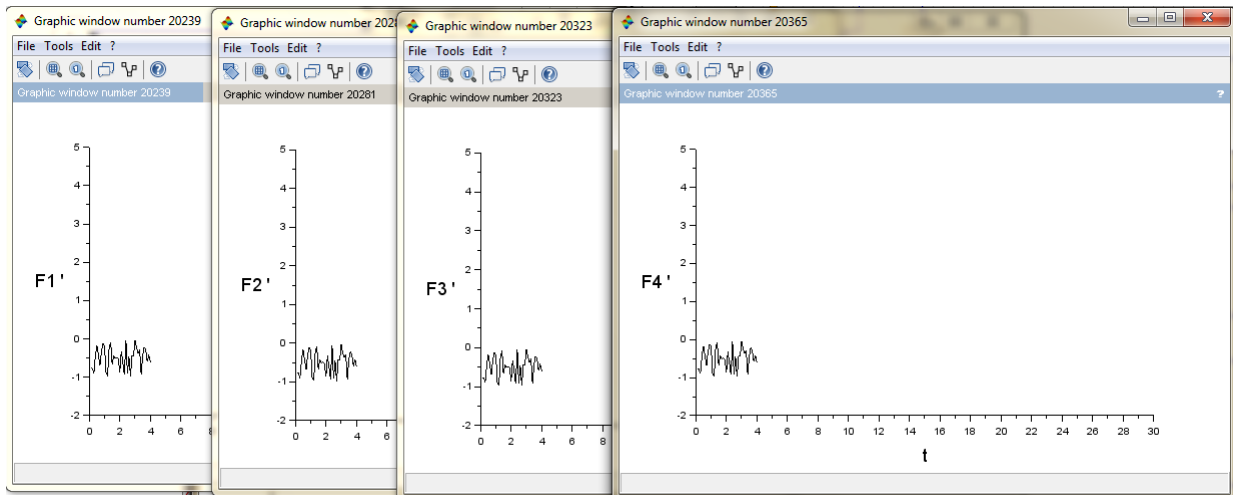 Graphic window number 20239
File Tools Edit ?
Graphic window number 20239
5
4
3
2
1
0
-1
-2
F1 '
0 2 4 6
Graphic window number 202
File Tools Edit ?
Graphic window number 20281
5
4
3
2
1
0
-1
-2
F2 '
0 2 4 6
Graphic window number 20323
File Tools Edit ?
Graphic window number 20323
5
4
3
2
1
0
-1
-2
F3 '
0 2 4 6 8
Graphic window number 20365
File Tools Edit ?
Graphic window number 20365 ?
5
4
3
2
1
0
-1
-2
F4 '
0 2 4 6 8 10 12 14 16 18 20 22 24 26 28 30
t